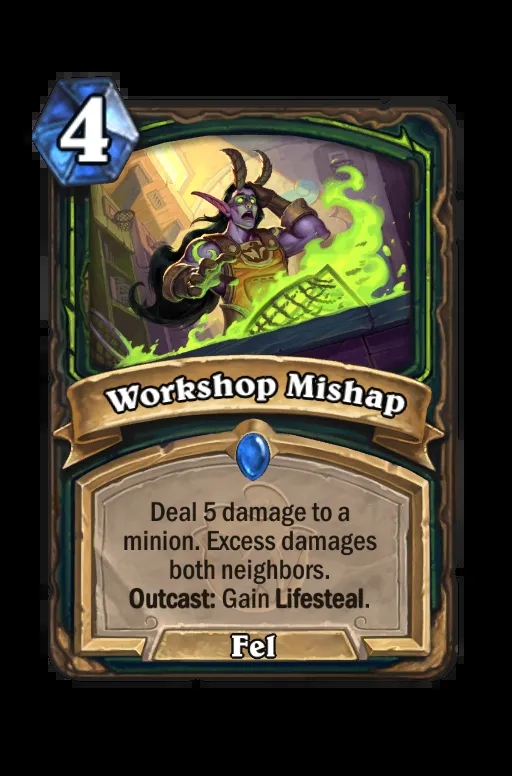 4
Workshop Mishap
Deal 5 damage to a
minion. Excess damages
both neighbors.
Outcast: Gain Lifesteal.
Fel